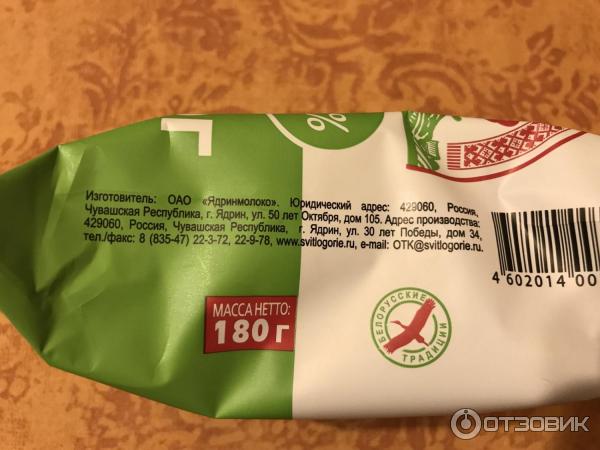 %
Изготовитель: ОАО «Ядринмолоко». Юридический адрес: 429060, Россия,
Чувашская Республика, г. Ядрин, ул. 50 лет Октября, дом 105. Адрес производства:
429060, Россия, Чувашская Республика, г. Ядрин, ул. 30 лет Победы, дом 34,
тел./факс: 8 (835-47) 22-3-72, 22-9-78, www.svitlogorie.ru, e-mail: OTK@svitlogorie.ru
4 602014 00
МАССА НЕТТО:
180 г
БЕЛОРУССКИЕ
ТРАДИЦИИ
ОТЗОВИК